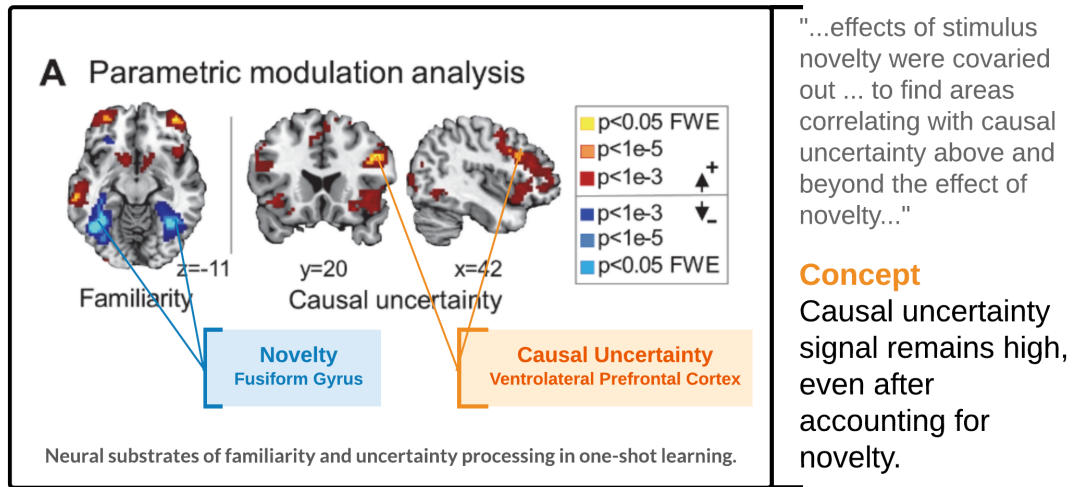 A Parametric modulation analysis
p<0.05 FWE
p<1e-5
p<1e-3
+
p<1e-3
-
p<1e-5
p<0.05 FWE
z=-11
y=20
x=42
Familiarity
Causal uncertainty
Novelty
Fusiform Gyrus
Causal Uncertainty
Ventrolateral Prefrontal Cortex
Neural substrates of familiarity and uncertainty processing in one-shot learning.
"...effects of stimulus
novelty were covaried
out ... to find areas
correlating with causal
uncertainty above and
beyond the effect of
novelty..."
Concept
Causal uncertainty
signal remains high,
even after
accounting for
novelty.